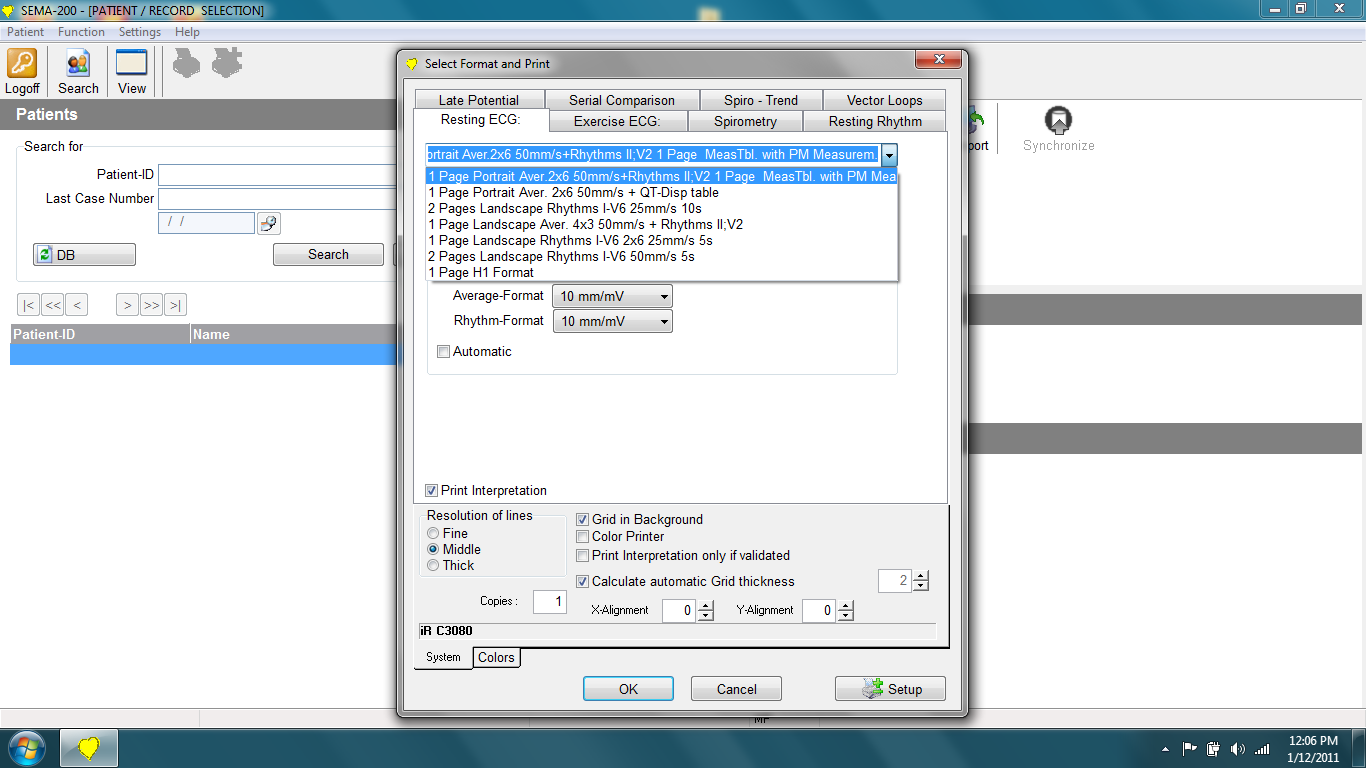 SEMA-200 - [PATIENT / RECORD SELECTION]
Patient Function Settings Help
Logoff Search View
Patients
Search for
Patient-ID
Last Case Number
/ /
DB
Search
|< << < > >> >|
Patient-ID Name
Synchronize
Select Format and Print
Late Potential Serial Comparison Spiro - Trend Vector Loops
Resting ECG: Exercise ECG: Spirometry Resting Rhythm
ortrait Aver.2x6 50mm/s+Rhythms II;V2 1 Page MeasTbl. with PM Measurem.
1 Page Portrait Aver.2x6 50mm/s+Rhythms II;V2 1 Page MeasTbl. with PM Mea
1 Page Portrait Aver. 2x6 50mm/s + QT-Disp table
2 Pages Landscape Rhythms I-V6 25mm/s 10s
1 Page Landscape Aver. 4x3 50mm/s + Rhythms II;V2
1 Page Landscape Rhythms I-V6 2x6 25mm/s 5s
2 Pages Landscape Rhythms I-V6 50mm/s 5s
1 Page H1 Format
Average-Format 10 mm/mV
Rhythm-Format 10 mm/mV
Automatic
Print Interpretation
Resolution of lines
Fine
Middle
Thick
Copies : 1
Grid in Background
Color Printer
Print Interpretation only if validated
Calculate automatic Grid thickness 2
X-Alignment 0 Y-Alignment 0
iR C3080
System Colors
OK Cancel Setup
12:06 PM
1/12/2011